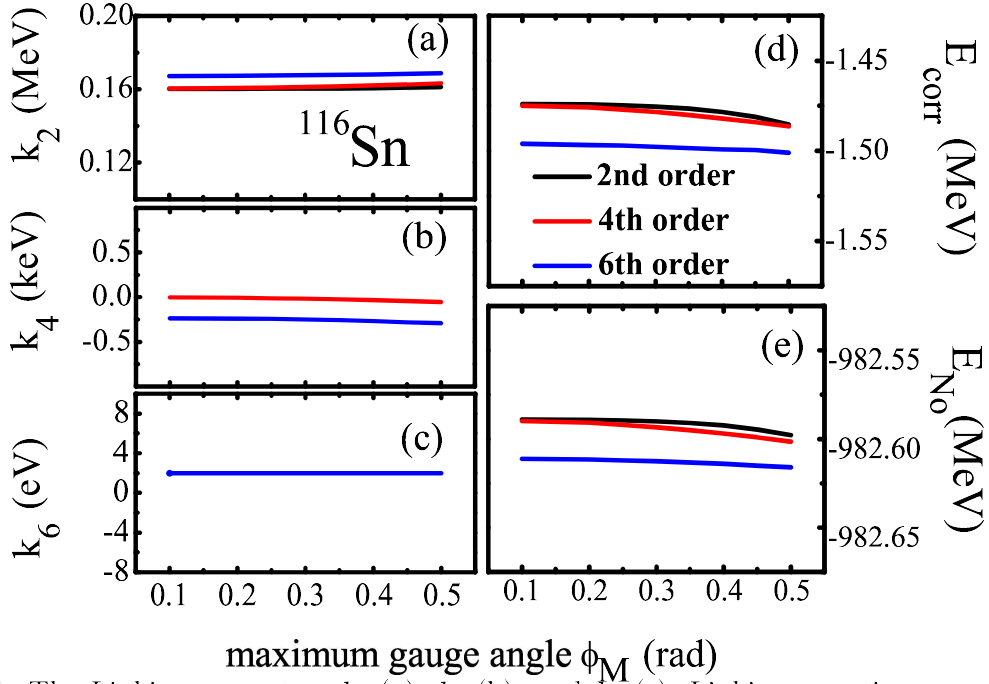 k2 (MeV)
0.20
0.16
0.12
(a)
116Sn
k4 (keV)
0.5
0.0
-0.5
(b)
k6 (eV)
8
4
0
-4
-8
(c)
0.1 0.2 0.3 0.4 0.5
(d)
-1.45
-1.50
-1.55
Ecorr (MeV)
2nd order
4th order
6th order
(e)
-982.55
-982.60
-982.65
ENo (MeV)
0.1 0.2 0.3 0.4 0.5
maximum gauge angle ϕM (rad)